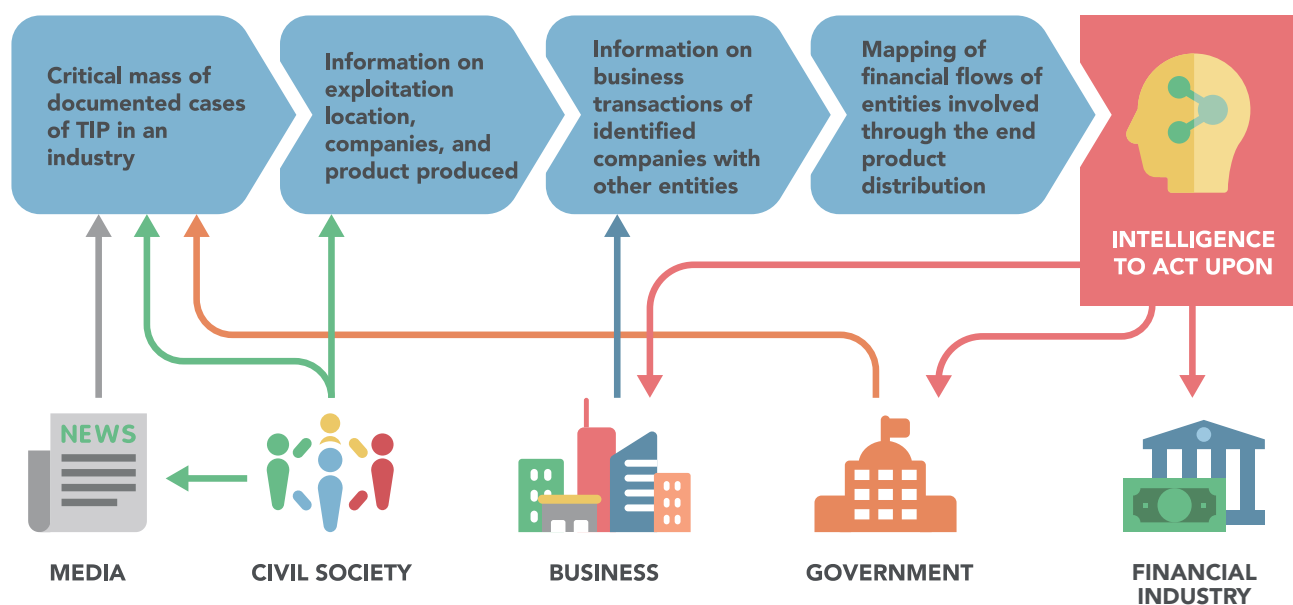 Critical mass of
documented cases
of TIP in an
industry
Information on
exploitation
location,
companies, and
product produced
Information on
business
transactions of
identified
companies with
other entities
Mapping of
financial flows of
entities involved
through the end
product
distribution
INTELLIGENCE
TO ACT UPON
NEWS
MEDIA
CIVIL SOCIETY
BUSINESS
GOVERNMENT
FINANCIAL
INDUSTRY